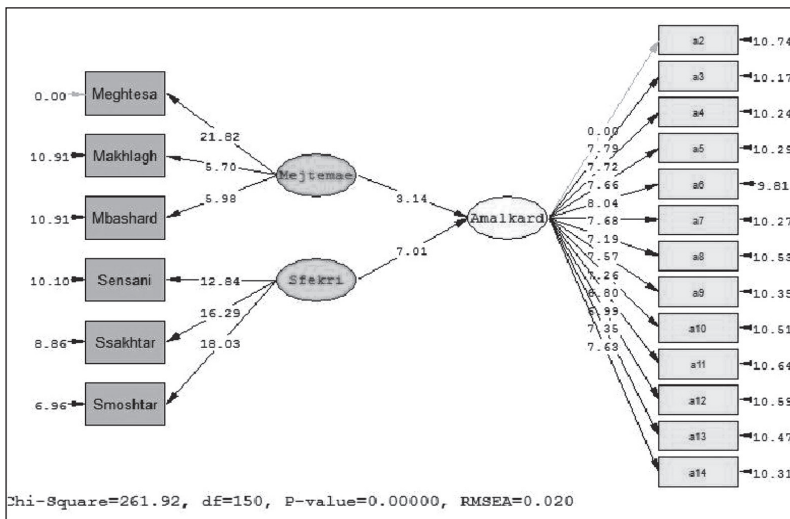 0.00 Meghtesa
10.91 Makhlagh
10.91 Mbashard
10.10 Sensani
8.86 Ssakhtar
6.96 Smoshtar
21.82
5.70
5.98
12.84
16.29
18.03
Mejtemae
Sfekri
3.14
7.01
Amalkard
0.00
7.79
7.72
7.66
8.04
7.68
7.19
7.57
7.26
6.80
6.99
7.35
7.63
a2 10.74
a3 10.17
a4 10.24
a5 10.29
a6 9.81
a7 10.27
a8 10.53
a9 10.35
a10 10.51
a11 10.64
a12 10.59
a13 10.47
a14 10.31
Chi-Square=261.92, df=150, P-value=0.00000, RMSEA=0.020